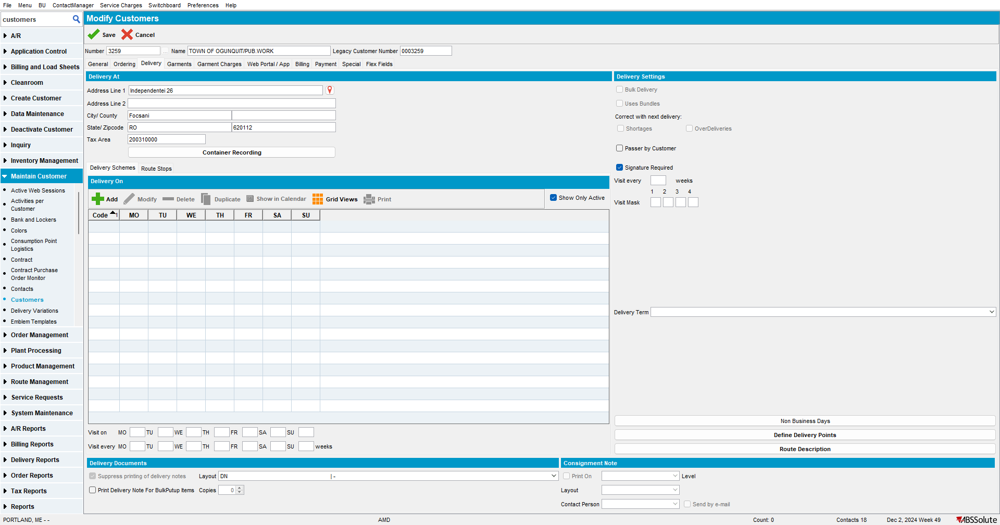 File Menu BU ContactManager Service Charges Switchboard Preferences Help
customers
Modify Customers
Save Cancel
Number 3259 ... Name TOWN OF OGUNQUIT/PUB.WORK Legacy Customer Number 0003259
General Ordering Delivery Garments Garment Charges Web Portal / App Billing Payment Special Flex Fields
A/R
Application Control
Billing and Load Sheets
Cleanroom
Create Customer
Data Maintenance
Deactivate Customer
Inquiry
Inventory Management
Maintain Customer
Active Web Sessions
Activities per
Customer
Bank and Lockers
Colors
Consumption Point
Logistics
Contract
Contract Purchase
Order Monitor
Contacts
Customers
Delivery Variations
Emblem Templates
Order Management
Plant Processing
Product Management
Route Management
Service Requests
System Maintenance
A/R Reports
Billing Reports
Delivery Reports
Order Reports
Tax Reports
Reports
Delivery At
Address Line 1 Independentei 26
Address Line 2
City/ County Focsani
State/ Zipcode RO 620112
Tax Area 200310000
Container Recording
Delivery Schemes Route Stops
Delivery On
Add Modify Delete Duplicate 16 Show in Calendar Grid Views Print Show Only Active
Code 1 MO TU WE TH FR SA SU
Visit on MO TU WE TH FR SA SU
Visit every MO TU WE TH FR SA SU weeks
Delivery Settings
Bulk Delivery
Uses Bundles
Correct with next delivery:
Shortages OverDeliveries
Passer by Customer
Signature Required
Visit every weeks
1 2 3 4
Visit Mask
Delivery Term
Non Business Days
Define Delivery Points
Route Description
Delivery Documents
Suppress printing of delivery notes Layout DN | -
Print Delivery Note For BulkPutup Items Copies 0
Consignment Note
Print On Level
Layout
Contact Person Send by e-mail
PORTLAND, ME - - AMD Count: 0 Contacts 18 Dec 2, 2024 Week 49 ABSSolute